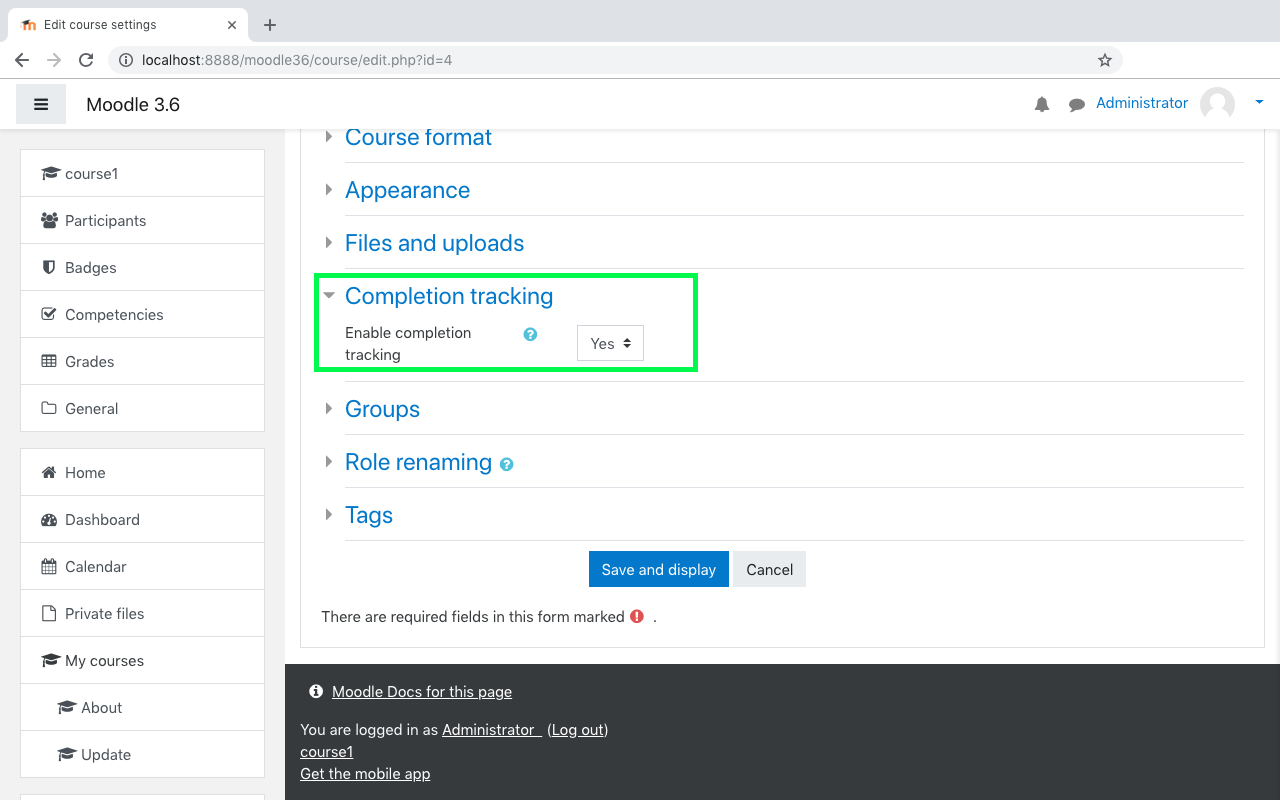 Edit course settings
localhost:8888/moodle36/course/edit.php?id=4
Moodle 3.6
Administrator
course1
Participants
Badges
Competencies
Grades
General
Home
Dashboard
Calendar
Private files
My courses
About
Update
Course format
Appearance
Files and uploads
Completion tracking
Enable completion
tracking
Yes
Groups
Role renaming
Tags
Save and display
Cancel
There are required fields in this form marked .
Moodle Docs for this page
You are logged in as Administrator (Log out)
course1
Get the mobile app